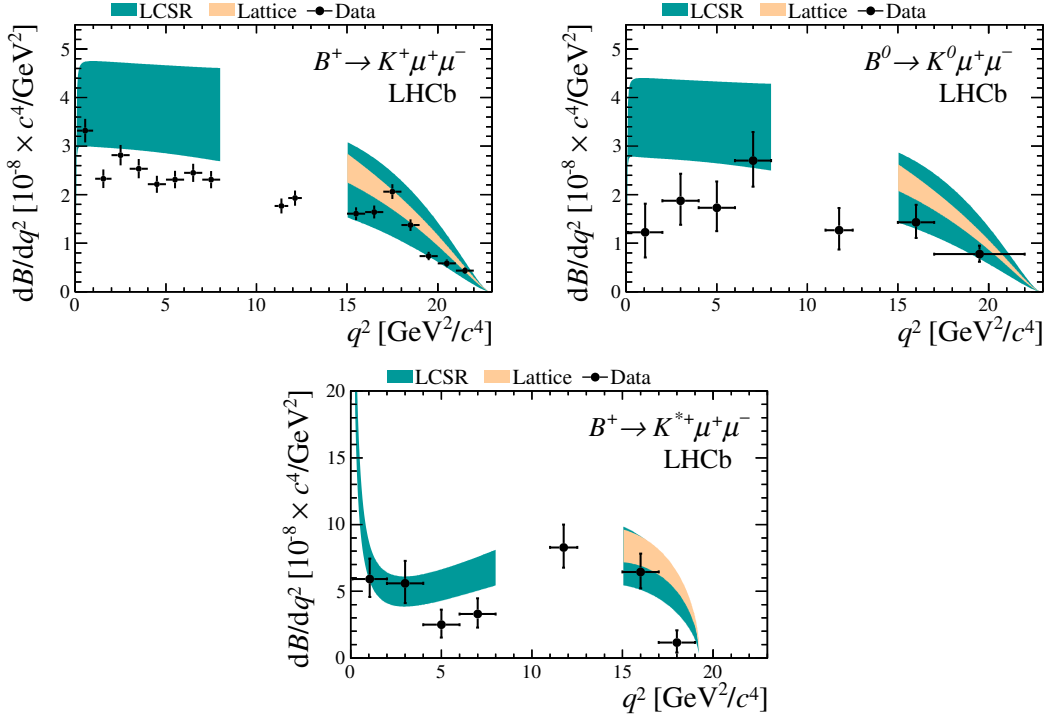 LCSR Lattice Data
dB/dq² [10⁻⁸ × c⁴/GeV²]
5
4
3
2
1
0
B⁺→ K⁺μ⁺μ⁻
LHCb
0 5 10 15 20
q² [GeV²/c⁴]
LCSR Lattice Data
dB/dq² [10⁻⁸ × c⁴/GeV²]
5
4
3
2
1
0
B⁰→ K⁰μ⁺μ⁻
LHCb
0 5 10 15 20
q² [GeV²/c⁴]
LCSR Lattice Data
dB/dq² [10⁻⁸ × c⁴/GeV²]
20
15
10
5
0
B⁺→ K*⁺μ⁺μ⁻
LHCb
0 5 10 15 20
q² [GeV²/c⁴]